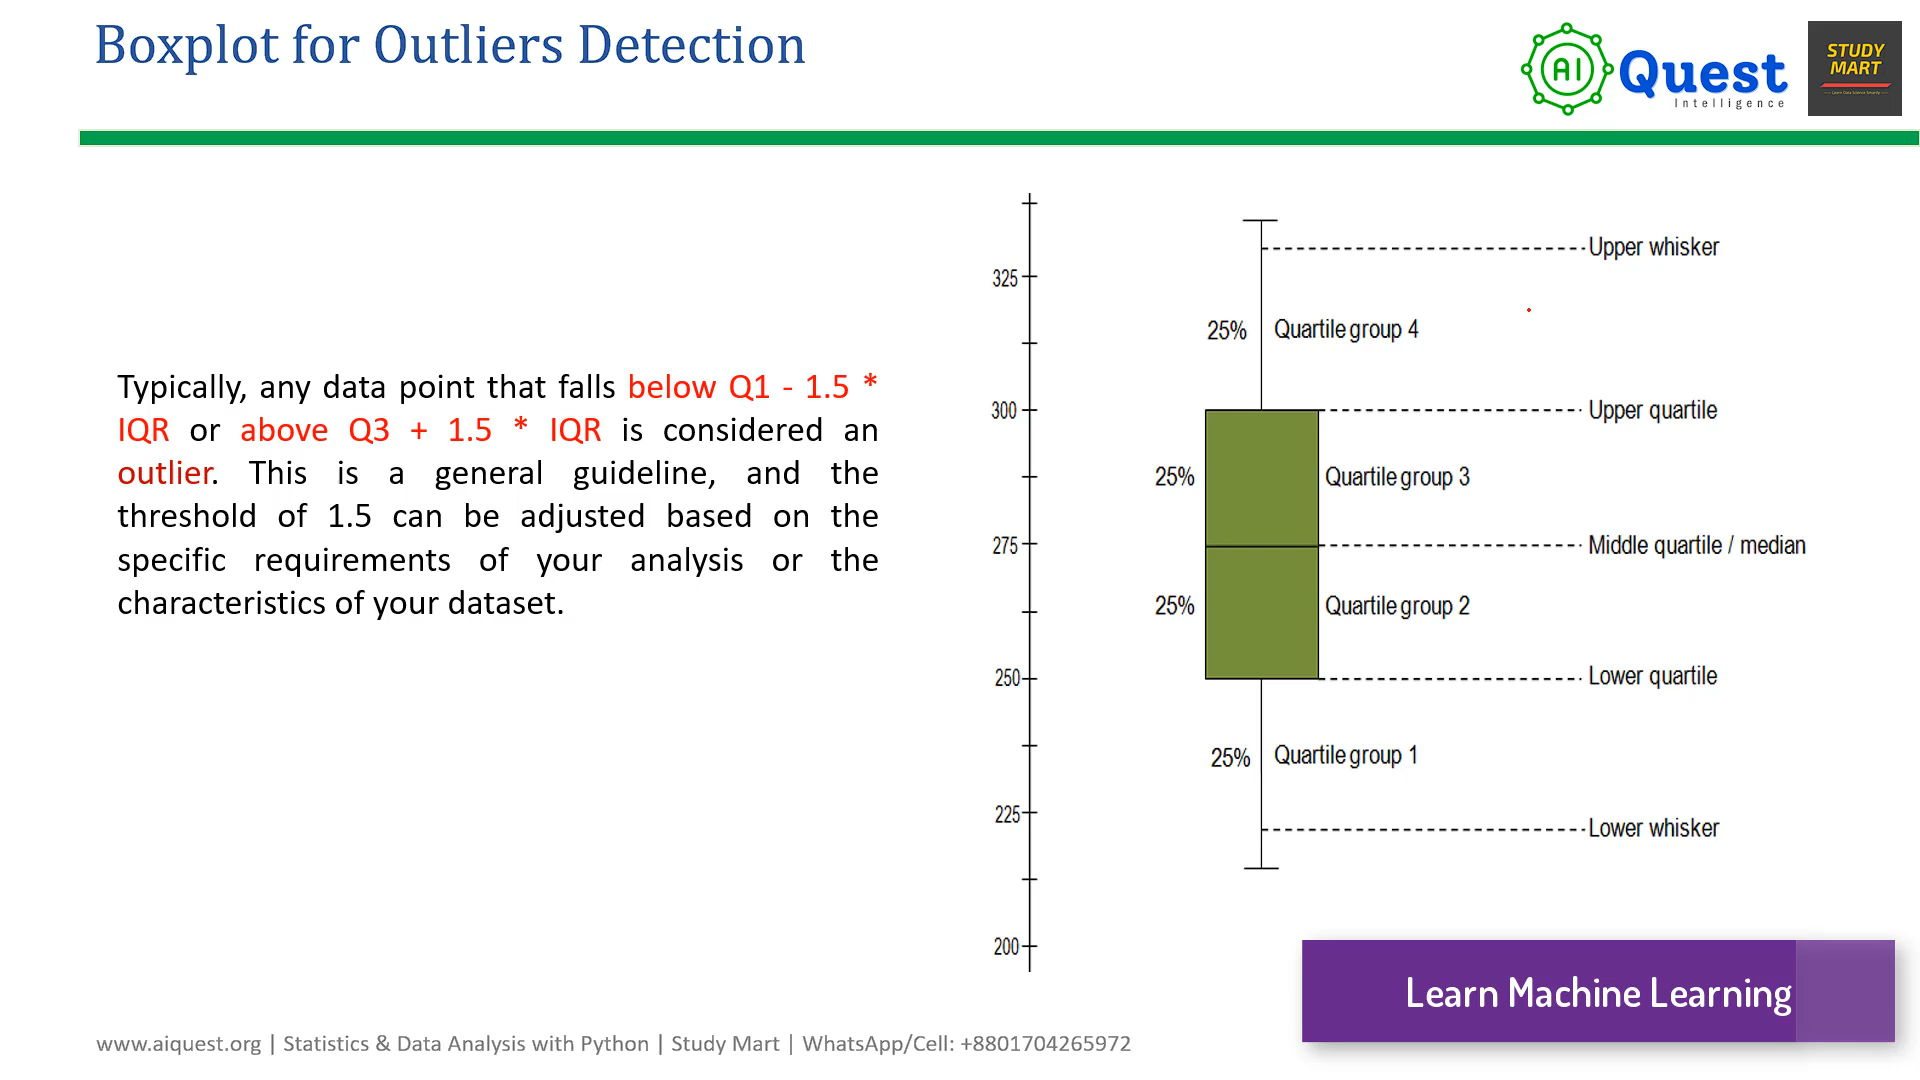 Boxplot for Outliers Detection
AI Quest
Intelligence
STUDY
MART
Learn Data Science Smartly
Typically, any data point that falls below Q1 - 1.5 *
IQR or above Q3 + 1.5 * IQR is considered an
outlier. This is a general guideline, and the
threshold of 1.5 can be adjusted based on the
specific requirements of your analysis or the
characteristics of your dataset.
Upper whisker
325
25% Quartile group 4
300
Upper quartile
25% Quartile group 3
275
Middle quartile / median
25% Quartile group 2
250
Lower quartile
25% Quartile group 1
225
Lower whisker
200
Learn Machine Learning
www.aiquest.org | Statistics & Data Analysis with Python | Study Mart | WhatsApp/Cell: +8801704265972